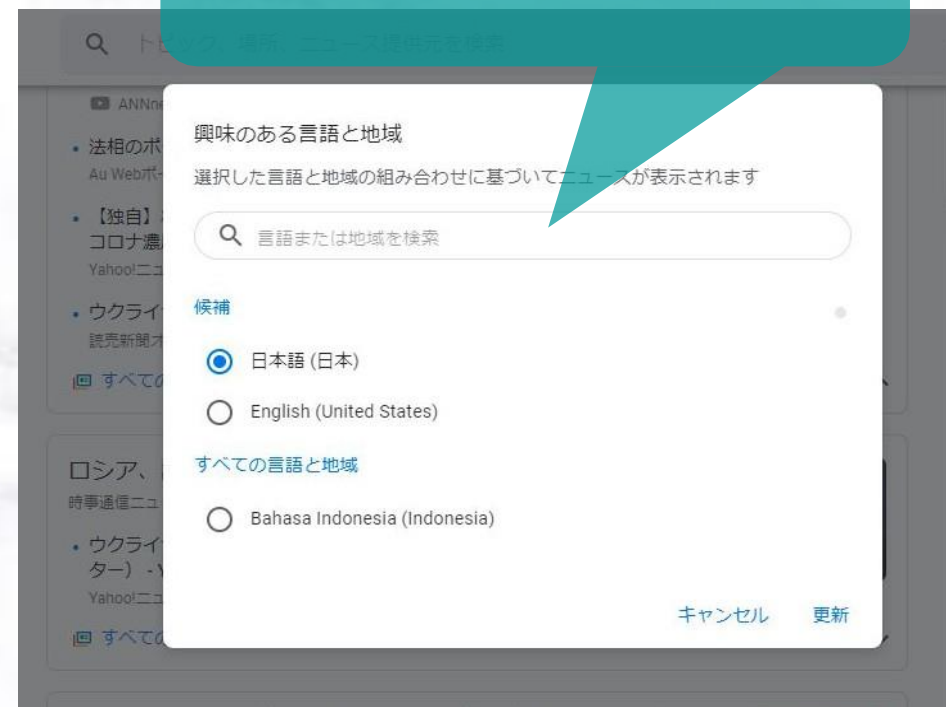 トピック、場所、ニュース提供元を検索
ANNne
・法相のポ
Au Webポ
・【独自】
コロナ濃
Yahoo!ニュ
・ウクライ
読売新聞オ
すべての
ロシア、
時事通信ニュ
・ウクライ
ター） - Y
Yahoo!ニュ
すべての
興味のある言語と地域
選択した言語と地域の組み合わせに基づいてニュースが表示されます
言語または地域を検索
候補
日本語 (日本)
English (United States)
すべての言語と地域
Bahasa Indonesia (Indonesia)
キャンセル 更新